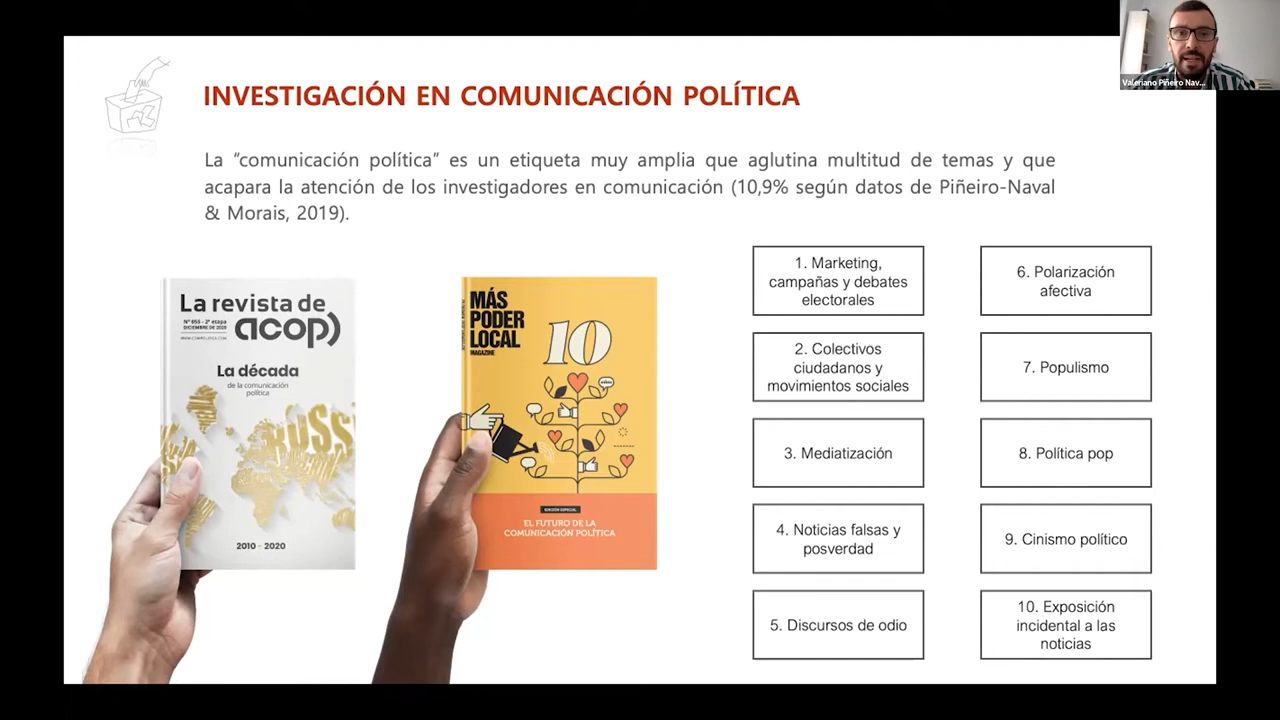 Valeriano Piñeiro Nav...
INVESTIGACIÓN EN COMUNICACIÓN POLÍTICA
La “comunicación política” es un etiqueta muy amplia que aglutina multitud de temas y que
acapara la atención de los investigadores en comunicación (10,9% según datos de Piñeiro-Naval
& Morais, 2019).
La revista de
acop)
Nº 055 - 2ª etapa
DICIEMBRE DE 2020
WWW.COMPOLITICA.COM
La década
de la comunicación
política
RUSS
2010 - 2020
MÁS
PODER
LOCAL
MAGAZINE
10
EDICIÓN ESPECIAL
EL FUTURO DE LA
COMUNICACIÓN POLÍTICA
1. Marketing,
campañas y debates
electorales
2. Colectivos
ciudadanos y
movimientos sociales
3. Mediatización
4. Noticias falsas y
posverdad
5. Discursos de odio
6. Polarización
afectiva
7. Populismo
8. Política pop
9. Cinismo político
10. Exposición
incidental a las
noticias